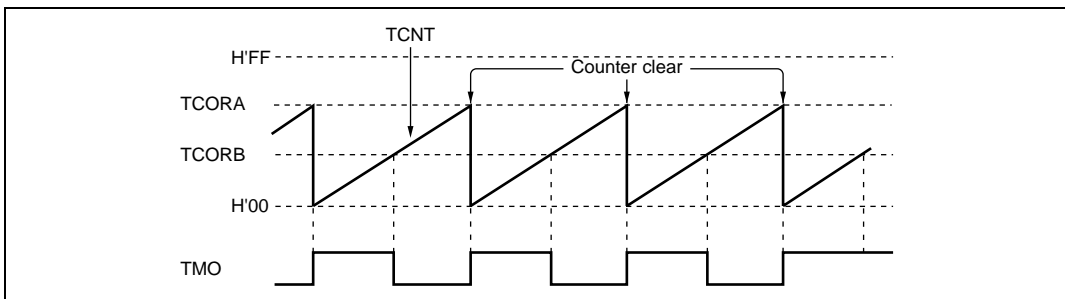 TCNT
H'FF
Counter clear
TCORA
TCORB
H'00
TMO